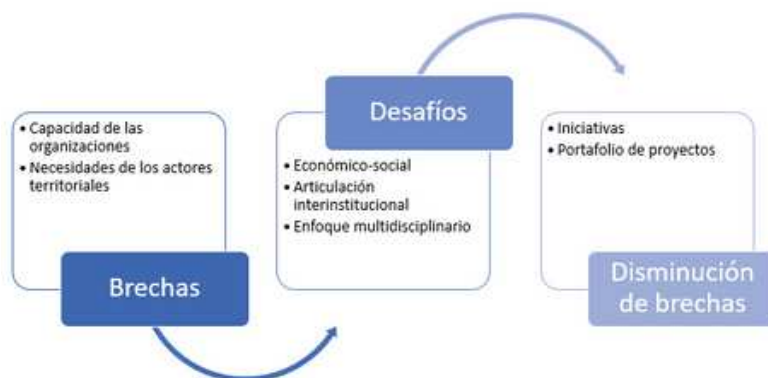 • Capacidad de las
organizaciones
• Necesidades de los actores
territoriales
Brechas
Desafíos
• Económico-social
• Articulación
interinstitucional
• Enfoque multidisciplinario
• Iniciativas
• Portafolio de proyectos
Disminución
de brechas